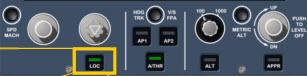 SPD
MACH
HDG
TRK
V/S
FPA
100
1000
METRIC
ALT
UP
DN
PUSH
TO
LEVEL
OFF
AP1
AP2
LOC
A/THR
ALT
APPR